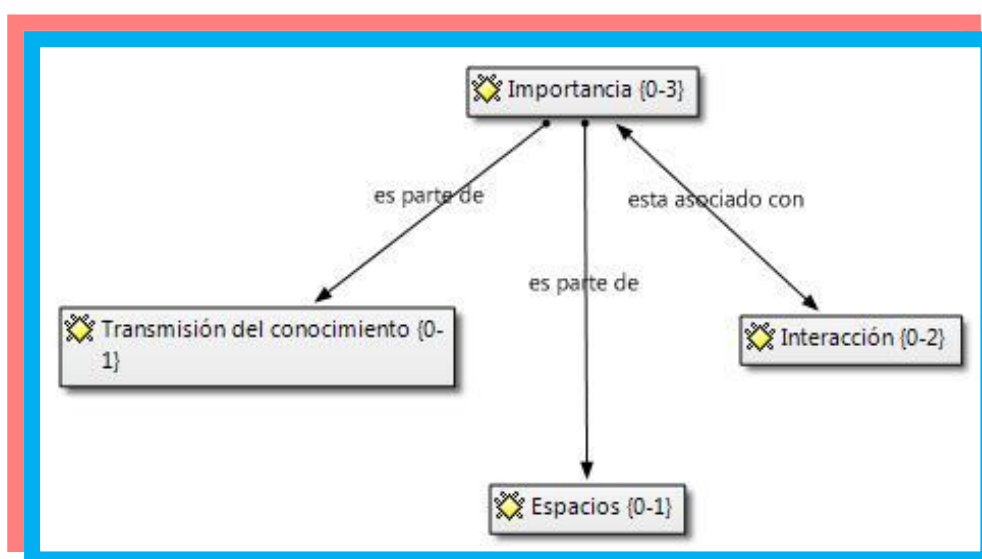 Importancia {0-3}
es parte de
esta asociado con
es parte de
Transmisión del conocimiento {0-
1}
Interacción {0-2}
Espacios {0-1}